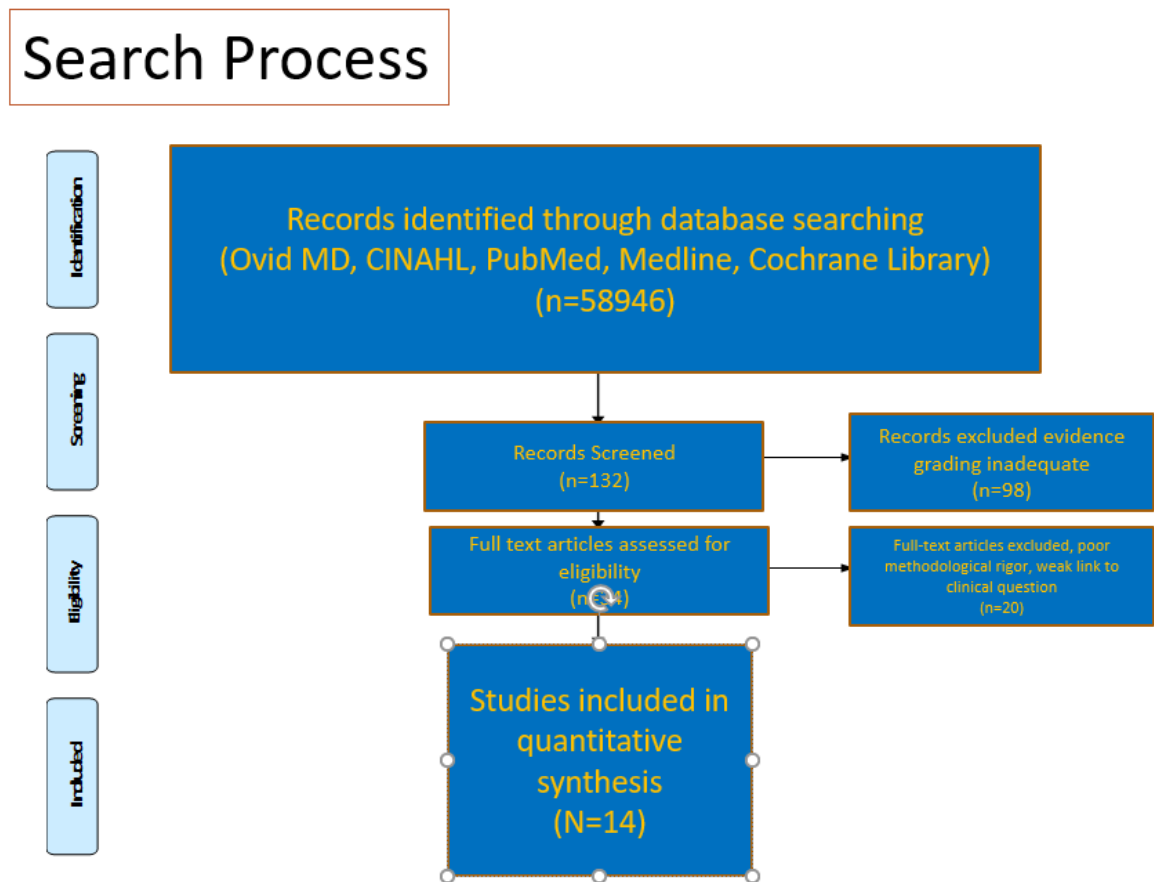 Search Process
Identification
Records identified through database searching
(Ovid MD, CINAHL, PubMed, Medline, Cochrane Library)
(n=58946)
Screening
Records Screened
(n=132)
Records excluded evidence
grading inadequate
(n=98)
Eligibility
Full text articles assessed for
eligibility
Full-text articles excluded, poor
methodological rigor, weak link to
clinical question
(n=20)
Included
Studies included in
quantitative
synthesis
(N=14)